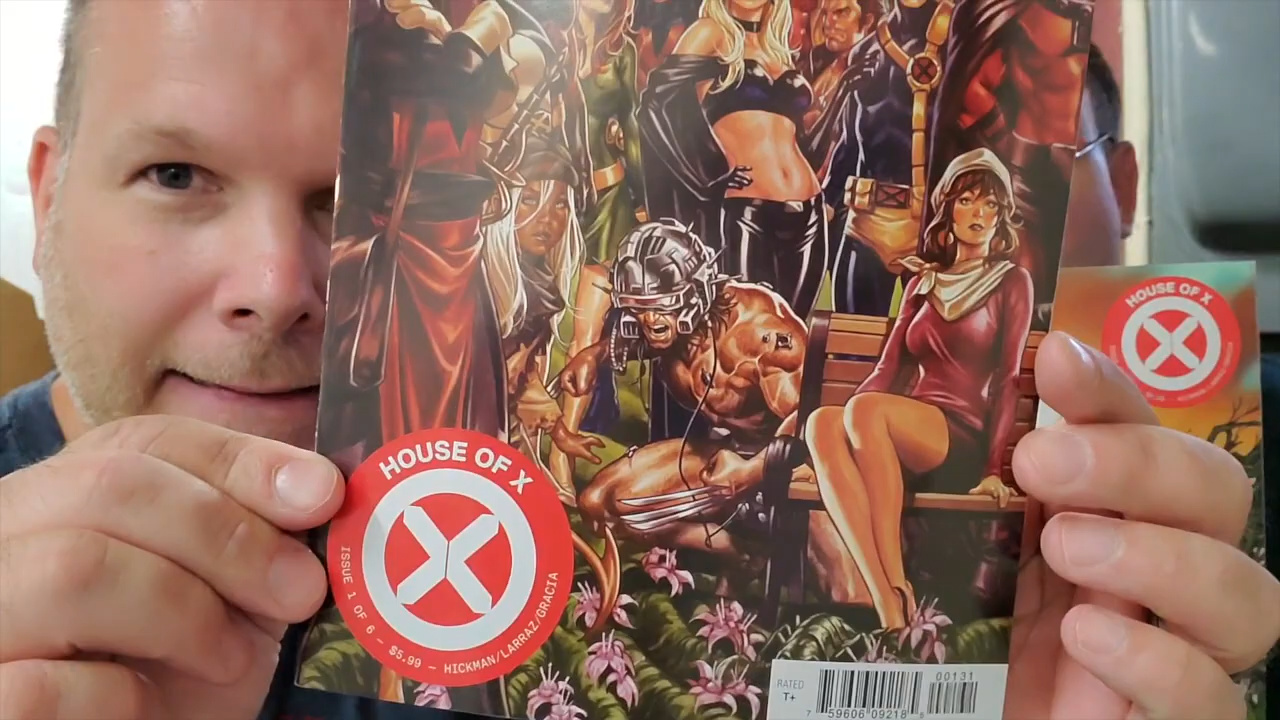 HOUSE OF X
X
ISSUE 1 OF 6 – $5.99 – HICKMAN/LARRAZ/GRACIA
HOUSE OF X
X
RATED
T+
00131
7 59606 09218 8